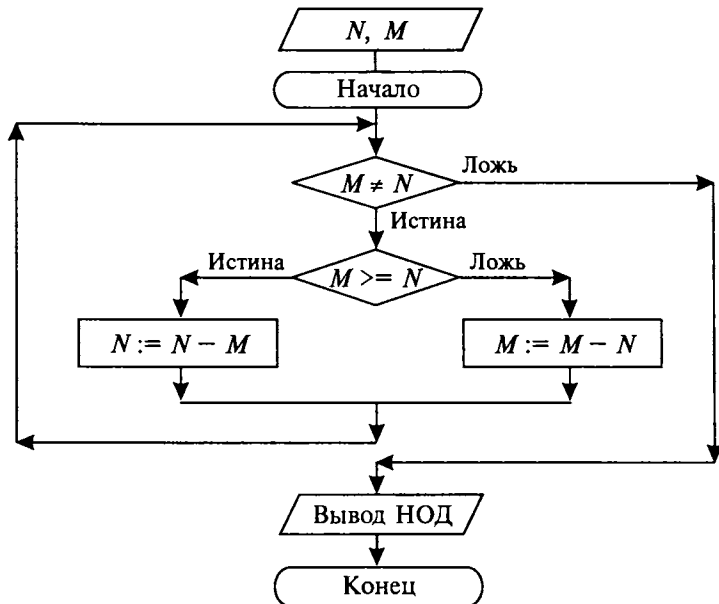 N, M
Начало
M ≠ N
Ложь
Истина
Истина
M >= N
Ложь
N := N − M
M := M − N
Вывод НОД
Конец